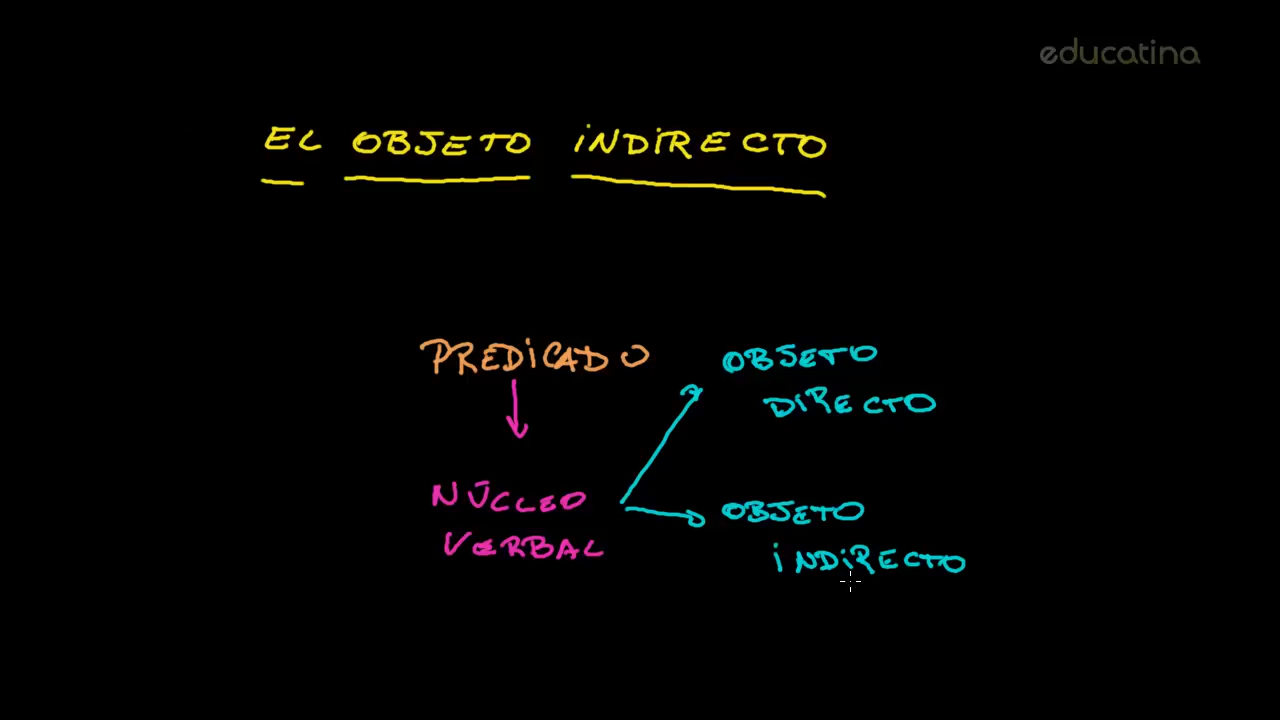 educatina
EL OBJETO INDIRECTO
PREDICADO
OBJETO
DIRECTO
NÚCLEO
VERBAL
OBJETO
INDIRECTO